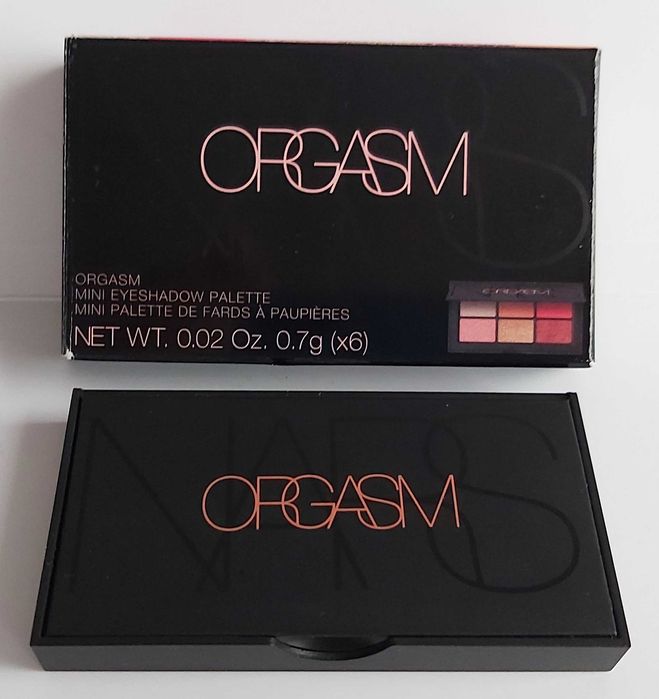 ORGASM
ORGASM
MINI EYESHADOW PALETTE
MINI PALETTE DE FARDS À PAUPIÈRES
NET WT. 0.02 Oz. 0.7g (x6)
ORGASM
NARS
ORGASM